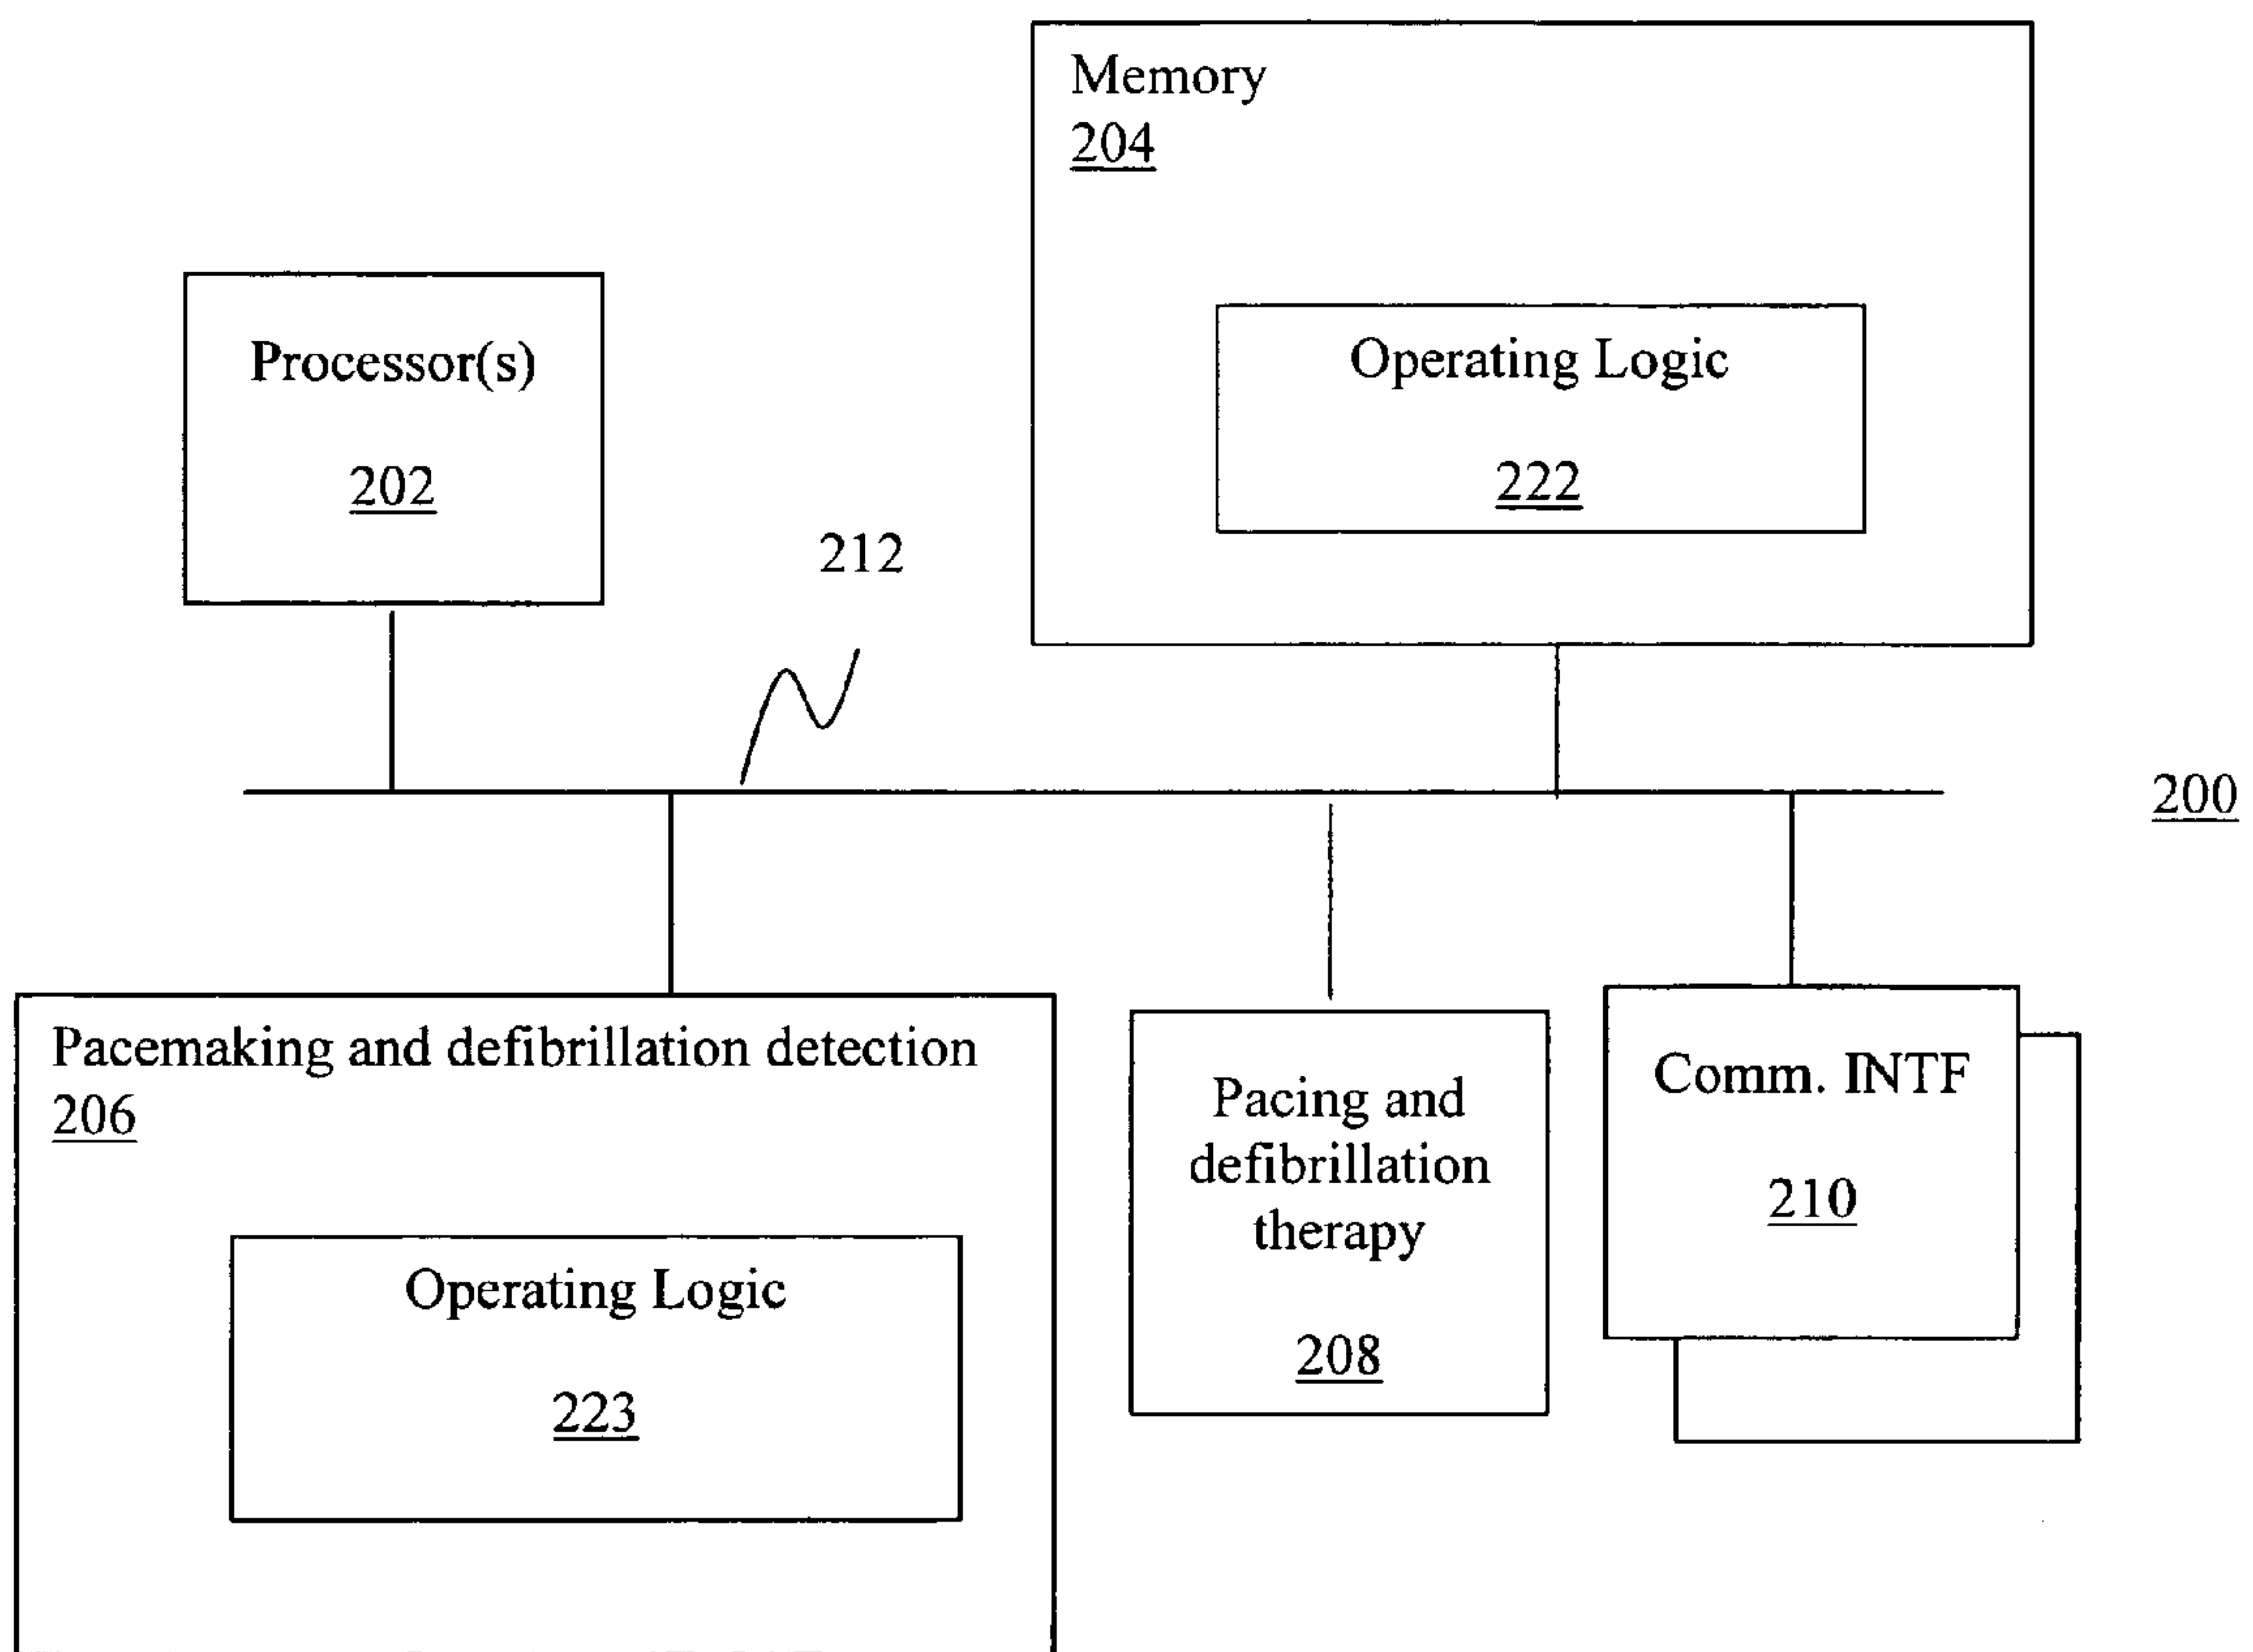 Memory
204
Processor(s)
202
Operating Logic
222
212
200
Pacemaking and defibrillation detection
206
Operating Logic
223
Pacing and
defibrillation
therapy
208
Comm. INTF
210